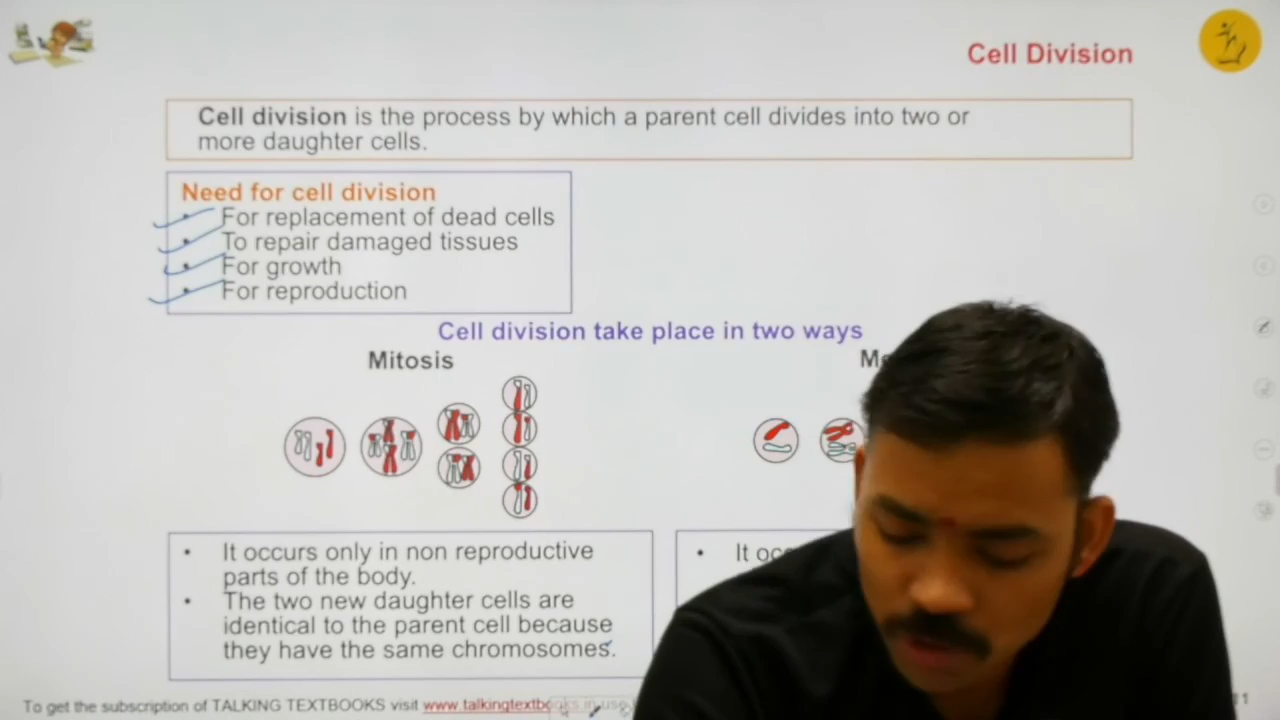 Cell Division
Cell division is the process by which a parent cell divides into two or
more daughter cells.
Need for cell division
• For replacement of dead cells
• To repair damaged tissues
• For growth
• For reproduction
Cell division take place in two ways
Mitosis
• It occurs only in non reproductive
parts of the body.
• The two new daughter cells are
identical to the parent cell because
they have the same chromosomes.
• It
To get the subscription of TALKING TEXTBOOKS visit